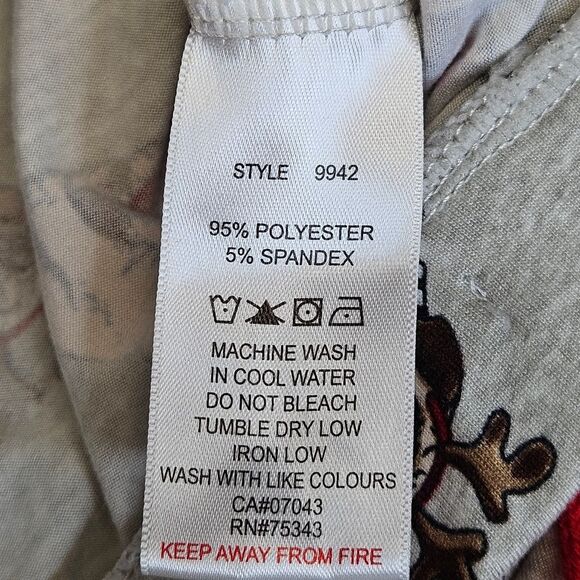 STYLE 9942
95% POLYESTER
5% SPANDEX
MACHINE WASH
IN COOL WATER
DO NOT BLEACH
TUMBLE DRY LOW
IRON LOW
WASH WITH LIKE COLOURS
CA#07043
RN#75343
KEEP AWAY FROM FIRE